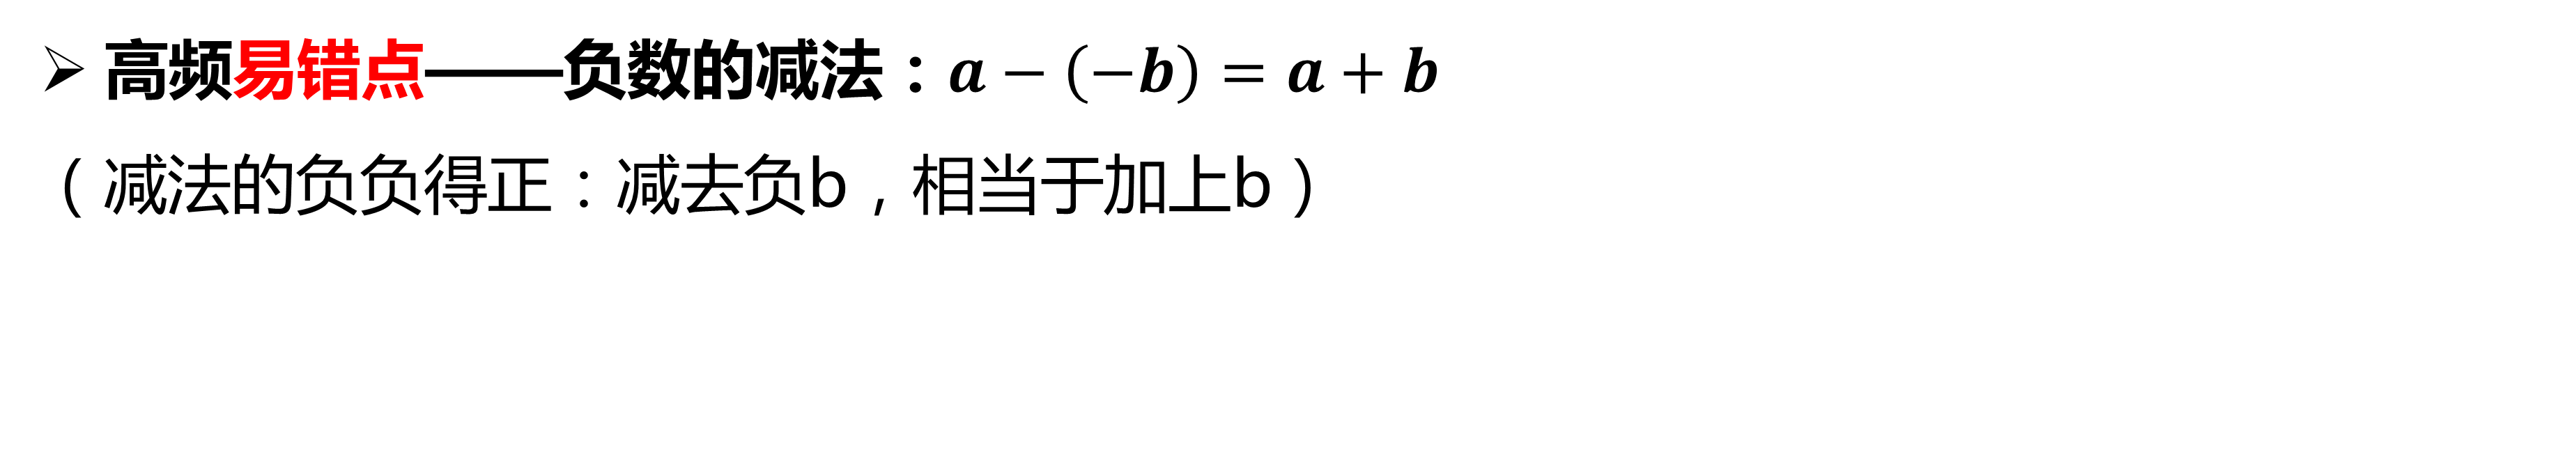 ➢ 高频易错点——负数的减法：a − (−b) = a + b
（减法的负负得正：减去负b，相当于加上b）